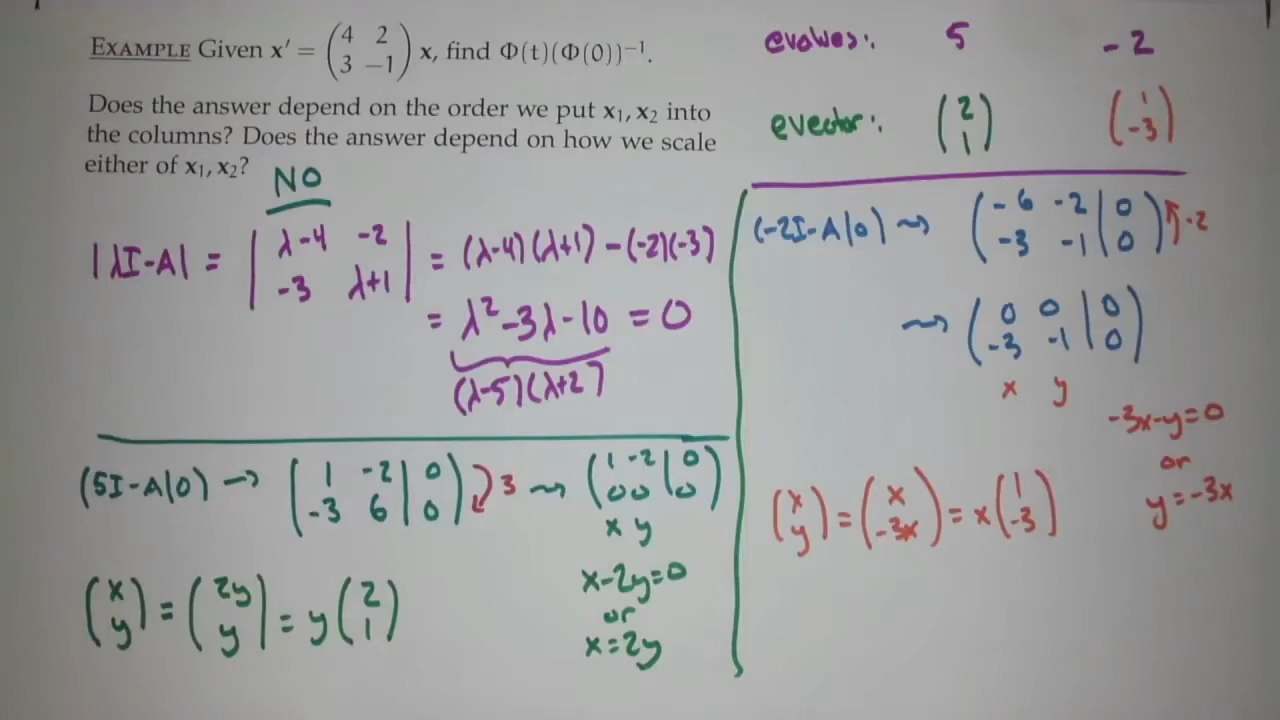 EXAMPLE Given x′ = (4 2; 3 −1) x, find Φ(t)(Φ(0))⁻¹.
Does the answer depend on the order we put x₁, x₂ into
the columns? Does the answer depend on how we scale
either of x₁, x₂?
NO
|λI-A| = |λ-4 -2; -3 λ+1| = (λ-4)(λ+1) - (-2)(-3)
= λ² - 3λ - 10 = 0
(λ-5)(λ+2)
(5I-A|0) → (1 -2 | 0; -3 6 | 0) 3 ⇝ (1 -2 | 0; 0 0 | 0)
x y
x-2y=0
or
x=2y
(x; y) = (2y; y) = y (2; 1)
evalues: 5 -2
evector: (2; 1) (1; -3)
(-2I-A|0) ⇝ (-6 -2 | 0; -3 -1 | 0) -2
⇝ (0 0 | 0; -3 -1 | 0)
x y
-3x-y=0
or
y=-3x
(x; y) = (x; -3x) = x (1; -3)